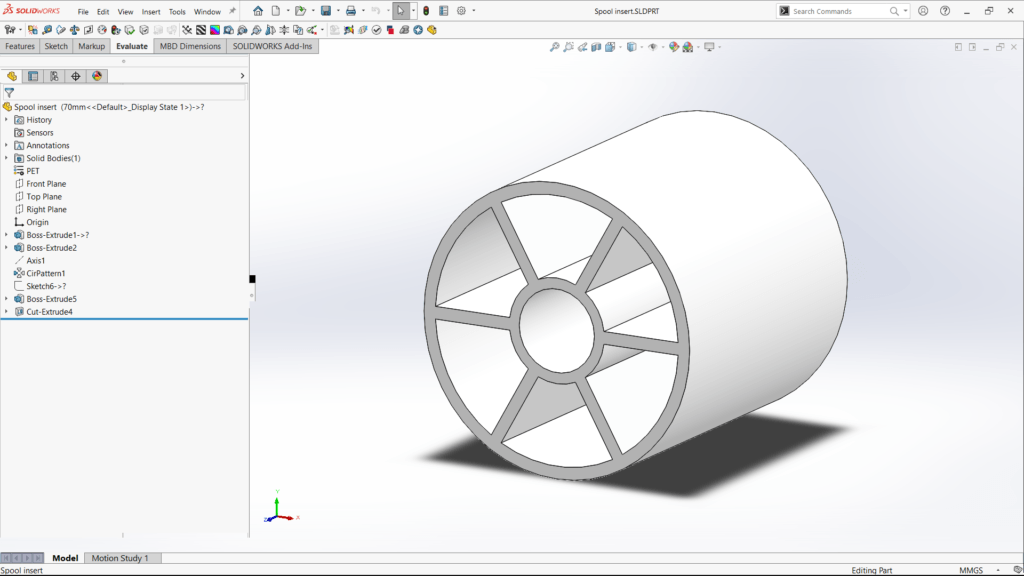 SOLIDWORKS File Edit View Insert Tools Window Spool insert.SLDPRT Search Commands
Features Sketch Markup Evaluate MBD Dimensions SOLIDWORKS Add-Ins
Spool insert (70mm<<Default>_Display State 1>)->?
History
Sensors
Annotations
Solid Bodies(1)
PET
Front Plane
Top Plane
Right Plane
Origin
Boss-Extrude1->?
Boss-Extrude2
Axis1
CirPattern1
Sketch6->?
Boss-Extrude5
Cut-Extrude4
Y
Z X
Model Motion Study 1
Spool insert Editing Part MMGS